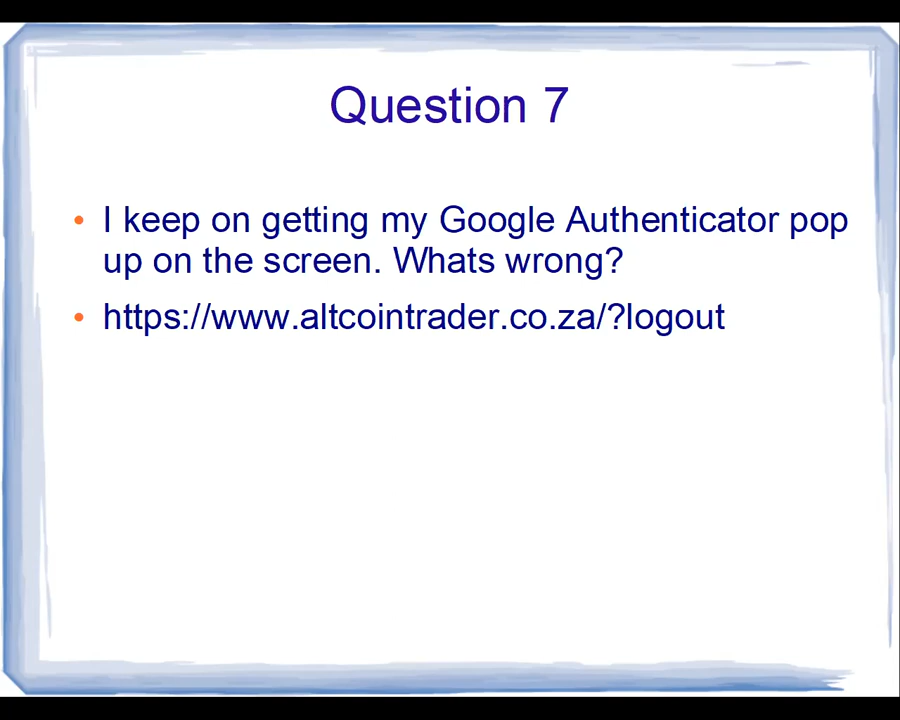 Question 7
• I keep on getting my Google Authenticator pop
up on the screen. Whats wrong?
• https://www.altcointrader.co.za/?logout